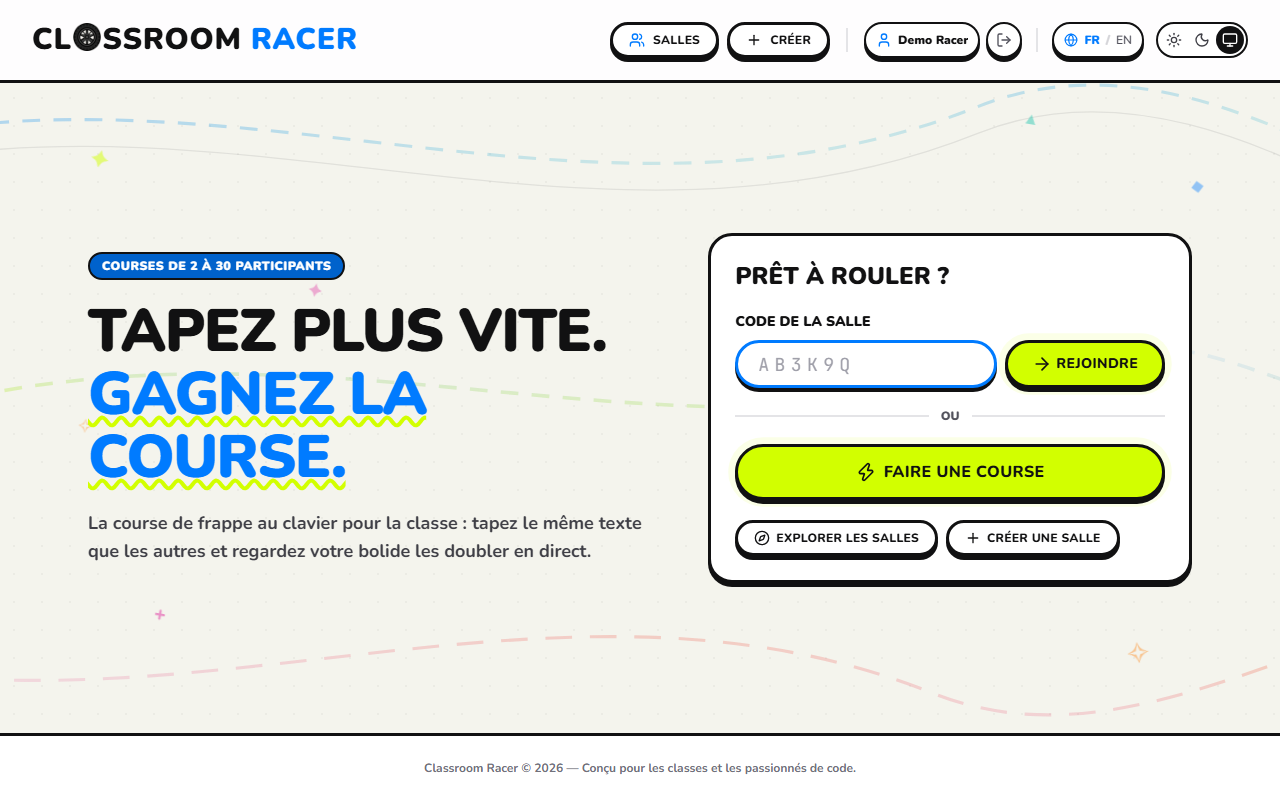 CLASSROOM RACER
SALLES
CRÉER
Demo Racer
FR / EN
COURSES DE 2 À 30 PARTICIPANTS
TAPEZ PLUS VITE.
GAGNEZ LA
COURSE.
La course de frappe au clavier pour la classe : tapez le même texte
que les autres et regardez votre bolide les doubler en direct.
PRÊT À ROULER ?
CODE DE LA SALLE
AB3K9Q
REJOINDRE
OU
FAIRE UNE COURSE
EXPLORER LES SALLES
CRÉER UNE SALLE
Classroom Racer © 2026 — Conçu pour les classes et les passionnés de code.